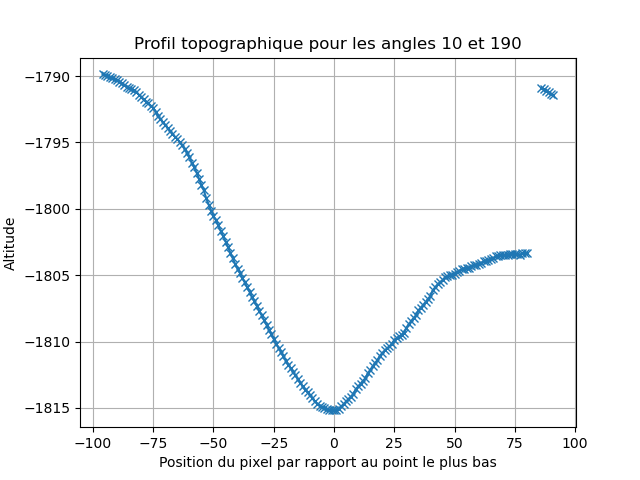 Profil topographique pour les angles 10 et 190
−1790
−1795
−1800
−1805
−1810
−1815
Altitude
−100 −75 −50 −25 0 25 50 75 100
Position du pixel par rapport au point le plus bas